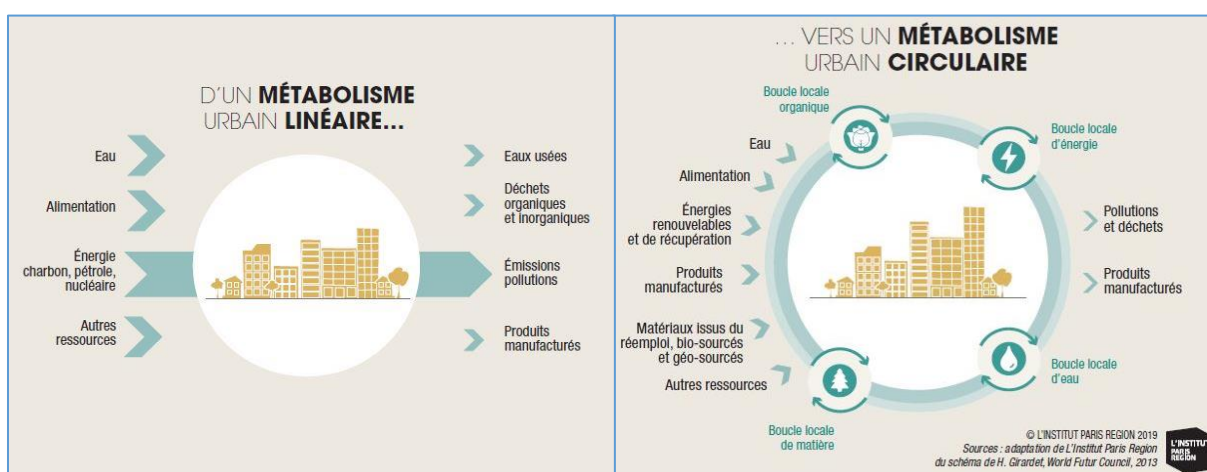 D'UN MÉTABOLISME
URBAIN LINÉAIRE...
Eau
Alimentation
Énergie
charbon, pétrole,
nucléaire
Autres
ressources
Eaux usées
Déchets
organiques
et inorganiques
Émissions
pollutions
Produits
manufacturés
... VERS UN MÉTABOLISME
URBAIN CIRCULAIRE
Boucle locale
organique
Boucle locale
d'énergie
Eau
Alimentation
Énergies
renouvelables
et de récupération
Produits
manufacturés
Matériaux issus du
réemploi, bio-sourcés
et géo-sourcés
Autres ressources
Pollutions
et déchets
Produits
manufacturés
Boucle locale
d'eau
Boucle locale
de matière
© L'INSTITUT PARIS REGION 2019
Sources : adaptation de L'Institut Paris Region
du schéma de H. Girardet, World Futur Council, 2013
L'INSTITUT
PARIS
REGION